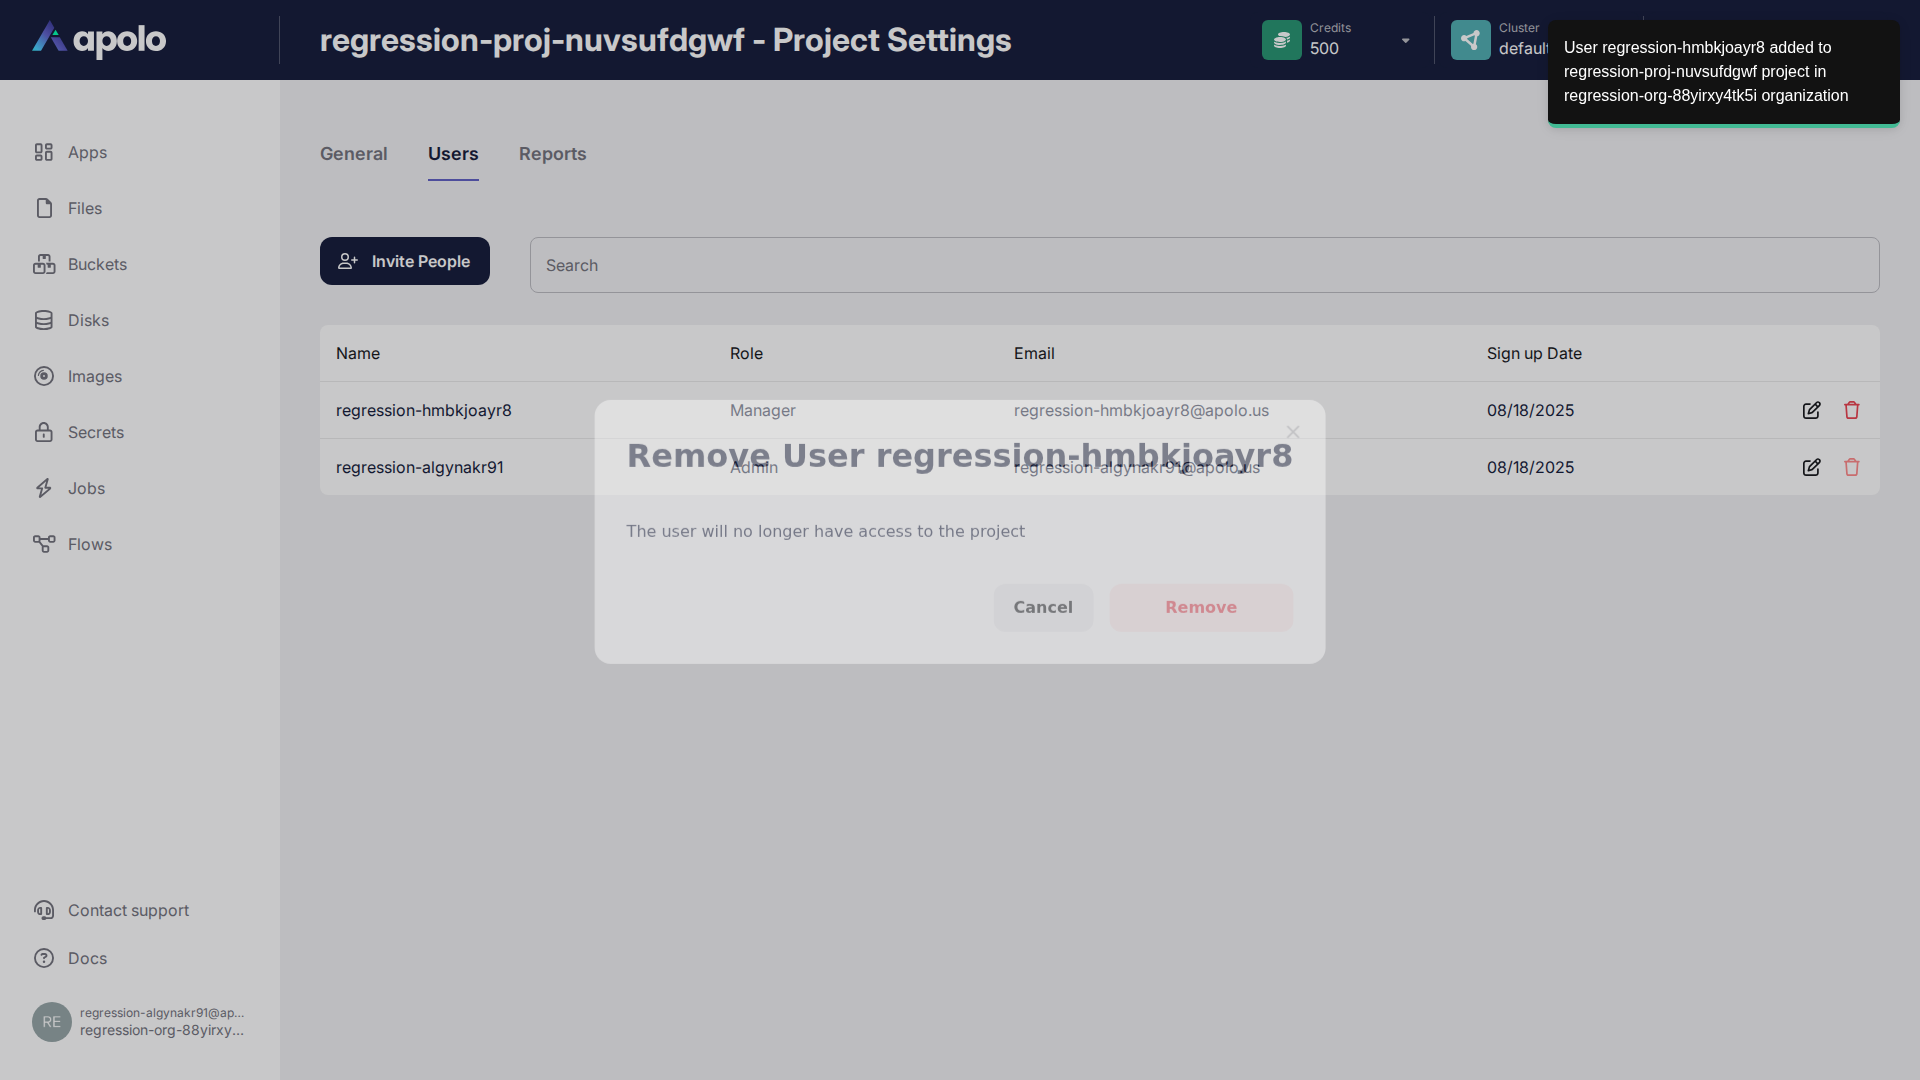 apolo
regression-proj-nuvsufdgwf - Project Settings
Credits
500
Cluster
default
User regression-hmbkjoayr8 added to
regression-proj-nuvsufdgwf project in
regression-org-88yirxy4tk5i organization
Apps
Files
Buckets
Disks
Images
Secrets
Jobs
Flows
Contact support
Docs
RE
regression-algynakr91@ap...
regression-org-88yirxy...
General Users Reports
Invite People
Search
Name Role Email Sign up Date
regression-hmbkjoayr8 Manager regression-hmbkjoayr8@apolo.us 08/18/2025
regression-algynakr91 Admin regression-algynakr91@apolo.us 08/18/2025
Remove User regression-hmbkjoayr8
The user will no longer have access to the project
Cancel Remove